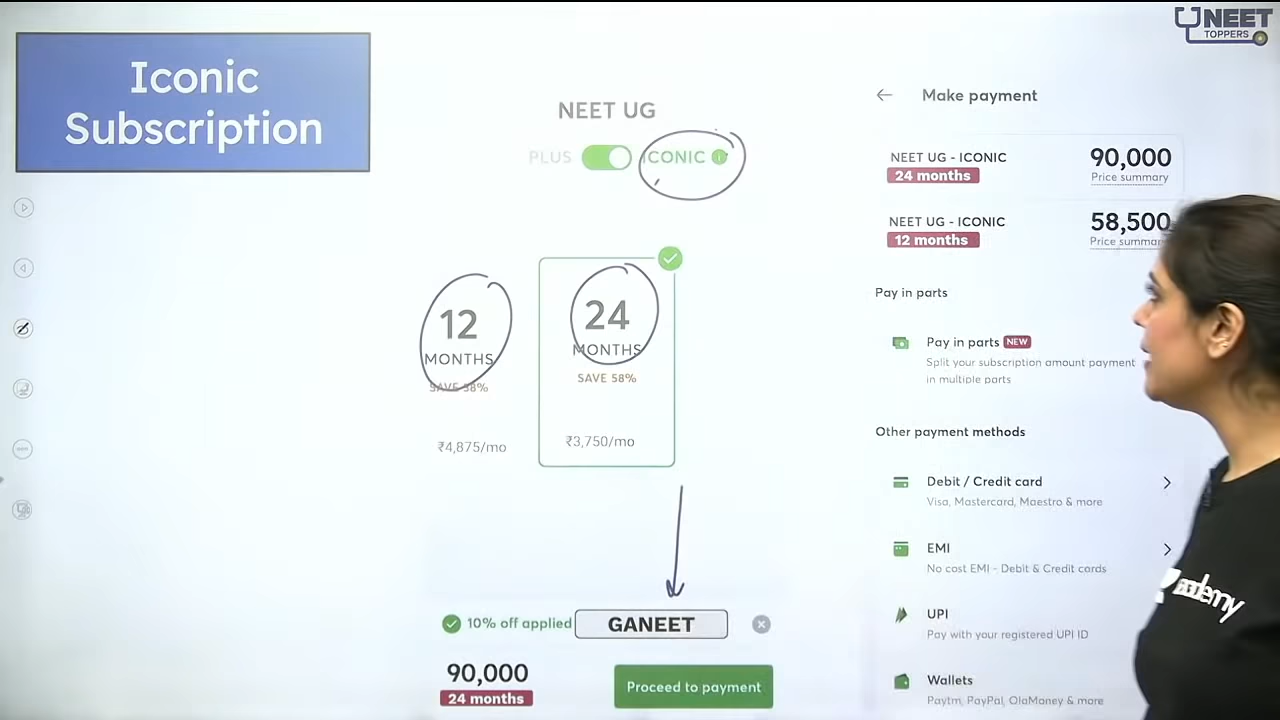 NEET
TOPPERS
Iconic
Subscription
NEET UG
PLUS ICONIC
12
MONTHS
SAVE 38%
₹4,875/mo
24
MONTHS
SAVE 58%
₹3,750/mo
10% off applied GANEET
90,000
24 months
Proceed to payment
Make payment
NEET UG - ICONIC 90,000
24 months Price summary
NEET UG - ICONIC 58,500
12 months Price summar
Pay in parts
Pay in parts NEW
Split your subscription amount payment
in multiple parts
Other payment methods
Debit / Credit card
Visa, Mastercard, Maestro & more
EMI
No cost EMI - Debit & Credit cards
UPI
Pay with your registered UPI ID
Wallets
Paytm, PayPal, OlaMoney & more
ademy